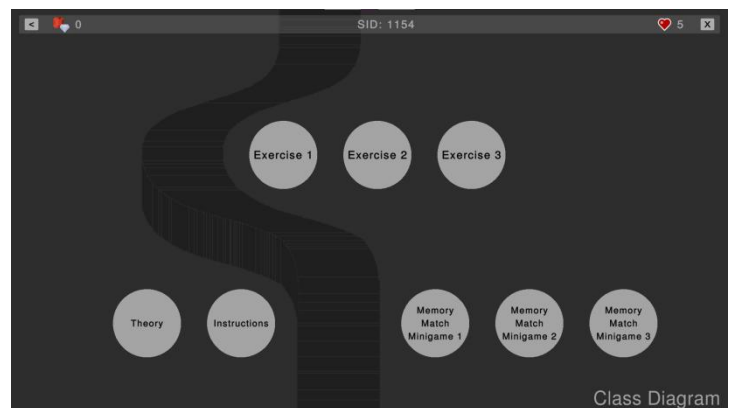 <
0
SID: 1154
5
X
Exercise 1
Exercise 2
Exercise 3
Theory
Instructions
Memory
Match
Minigame 1
Memory
Match
Minigame 2
Memory
Match
Minigame 3
Class Diagram